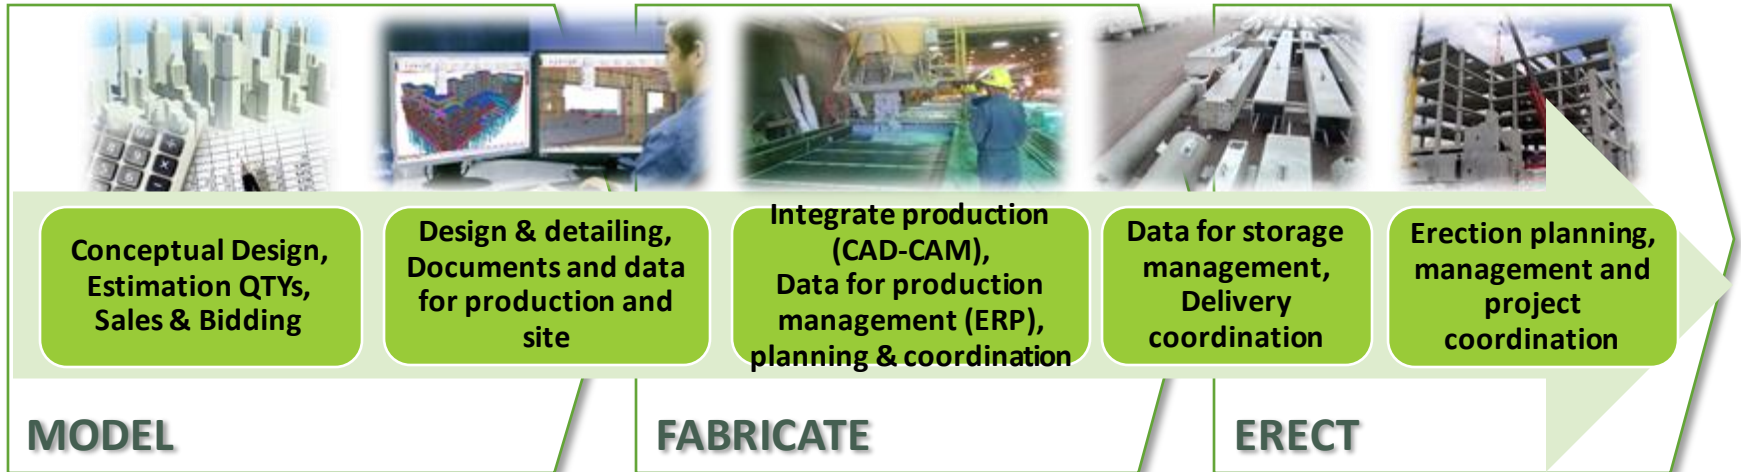 Conceptual Design,
Estimation QTYs,
Sales & Bidding
Design & detailing,
Documents and data
for production and
site
Integrate production
(CAD-CAM),
Data for production
management (ERP),
planning & coordination
Data for storage
management,
Delivery
coordination
Erection planning,
management and
project
coordination
MODEL
FABRICATE
ERECT